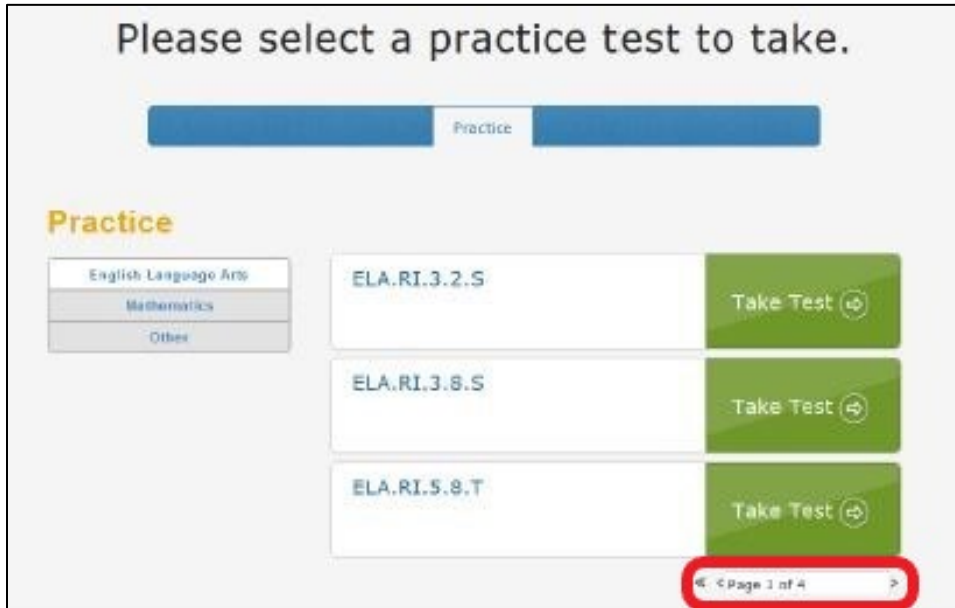 Please select a practice test to take.
Practice
Practice
English Language Arts
Mathematics
Other
ELA.RI.3.2.S
Take Test
ELA.RI.3.8.S
Take Test
ELA.RI.5.8.T
Take Test
« < Page 1 of 4 >